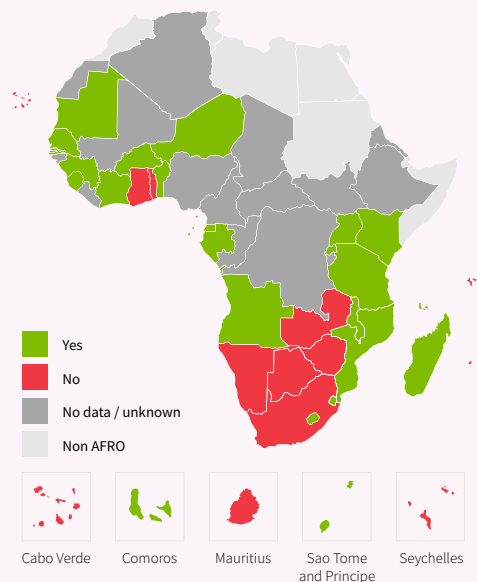 Yes
No
No data / unknown
Non AFRO
Cabo Verde
Comoros
Mauritius
Sao Tome
and Principe
Seychelles